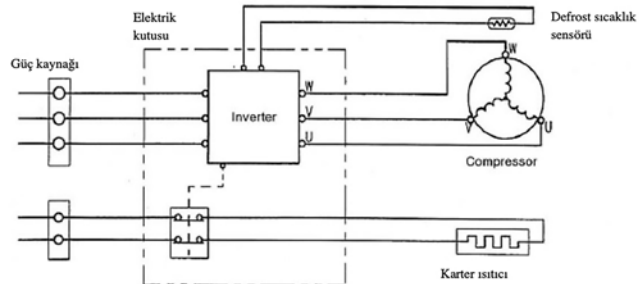 Elektrik
kutusu
Defrost sıcaklık
sensörü
Güç kaynağı
W
W
V
Inverter
V
U
U
Compressor
Karter ısıtıcı